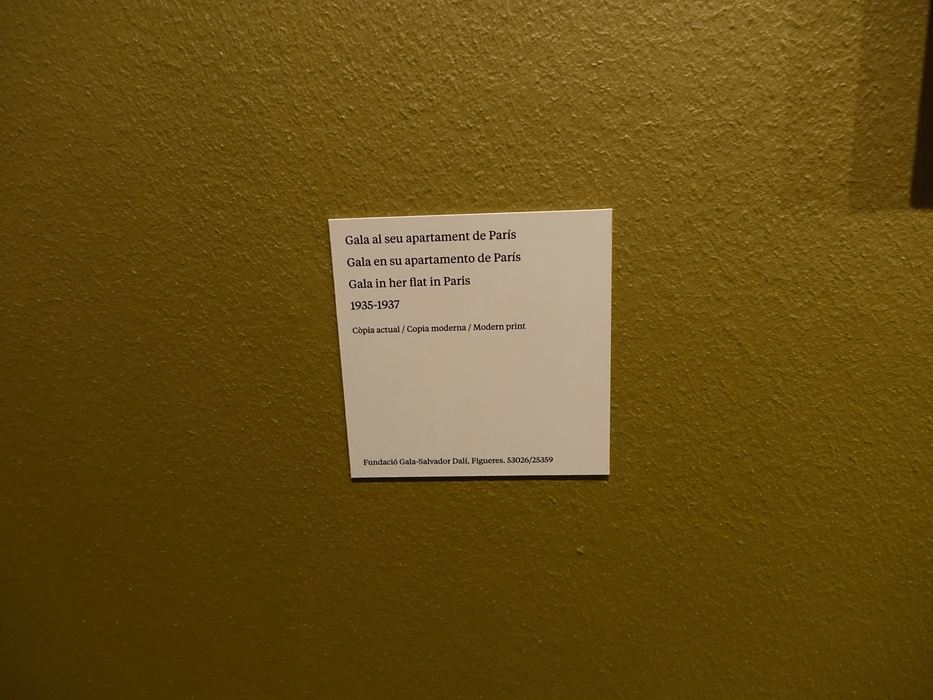 Gala al seu apartament de París
Gala en su apartamento de París
Gala in her flat in Paris
1935-1937
Còpia actual / Copia moderna / Modern print
Fundació Gala-Salvador Dalí, Figueres. 53026/25359